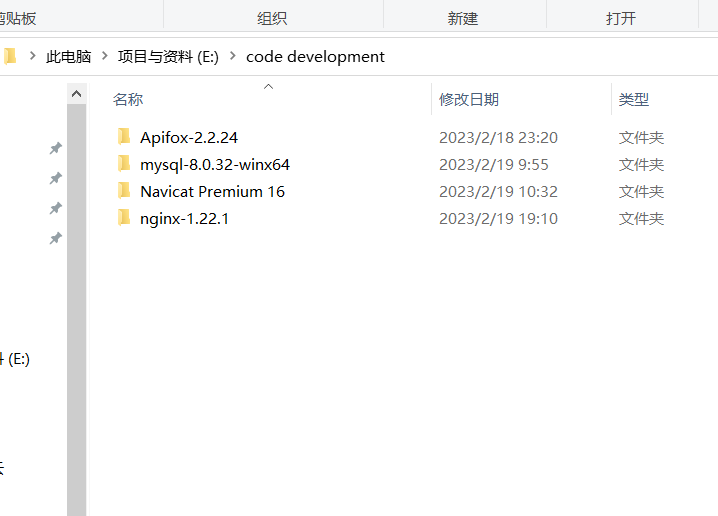 剪贴板 组织 新建 打开
此电脑 项目与资料 (E:) code development
名称 修改日期 类型
Apifox-2.2.24 2023/2/18 23:20 文件夹
mysql-8.0.32-winx64 2023/2/19 9:55 文件夹
Navicat Premium 16 2023/2/19 10:32 文件夹
nginx-1.22.1 2023/2/19 19:10 文件夹
(E:)